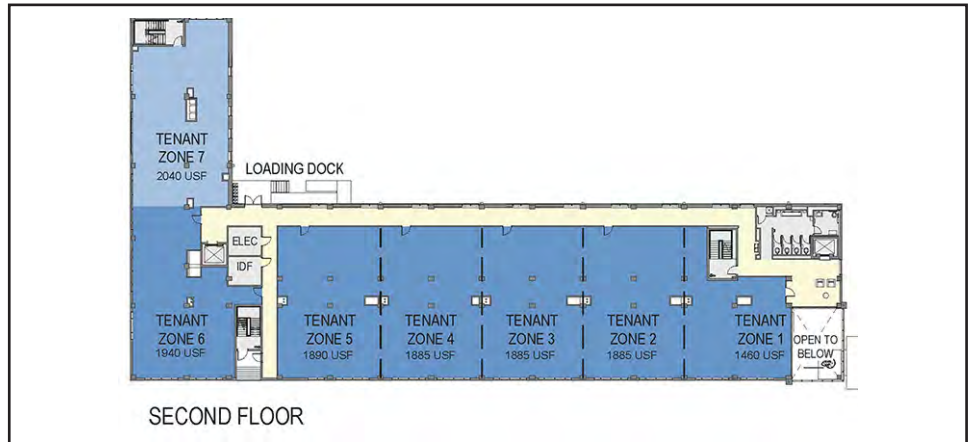 TENANT
ZONE 7
2040 USF
LOADING DOCK
ELEC
IDF
TENANT
ZONE 6
1940 USF
TENANT
ZONE 5
1890 USF
TENANT
ZONE 4
1885 USF
TENANT
ZONE 3
1885 USF
TENANT
ZONE 2
1885 USF
TENANT
ZONE 1
1460 USF
OPEN TO
BELOW
SECOND FLOOR